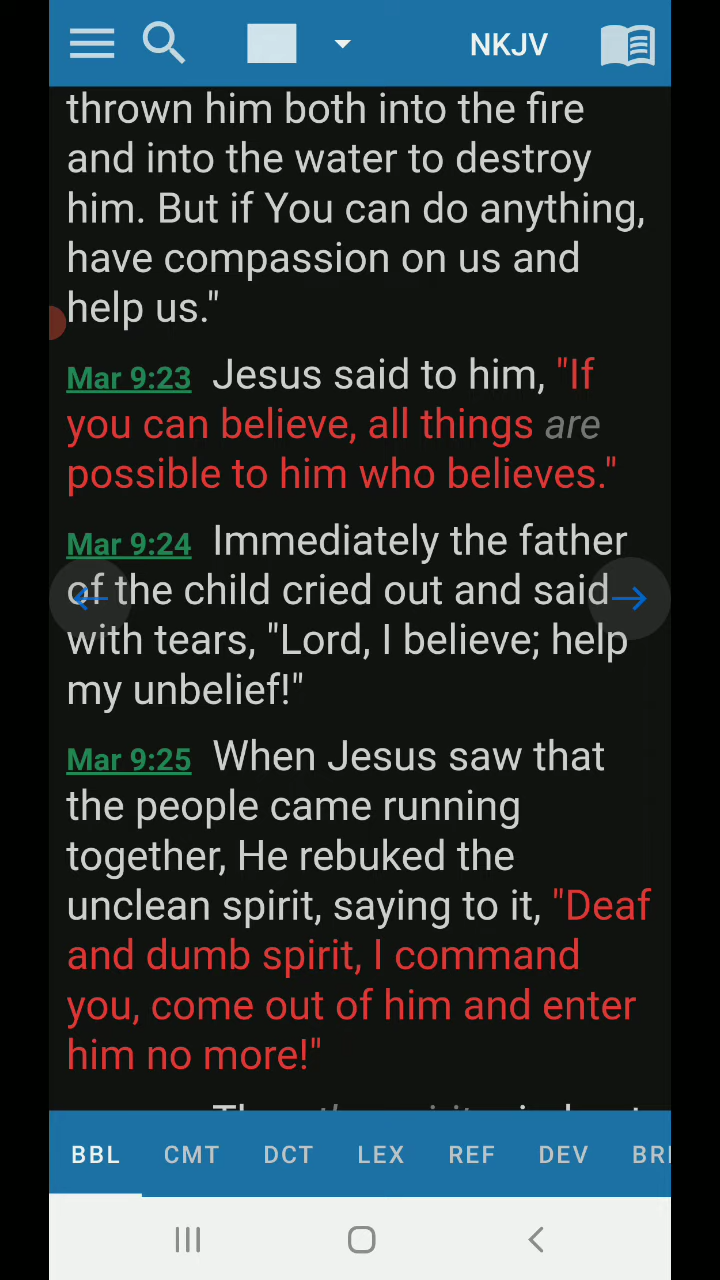 NKJV
thrown him both into the fire
and into the water to destroy
him. But if You can do anything,
have compassion on us and
help us."
Mar 9:23 Jesus said to him, "If
you can believe, all things are
possible to him who believes."
Mar 9:24 Immediately the father
of the child cried out and said
with tears, "Lord, I believe; help
my unbelief!"
Mar 9:25 When Jesus saw that
the people came running
together, He rebuked the
unclean spirit, saying to it, "Deaf
and dumb spirit, I command
you, come out of him and enter
him no more!"
BBL CMT DCT LEX REF DEV